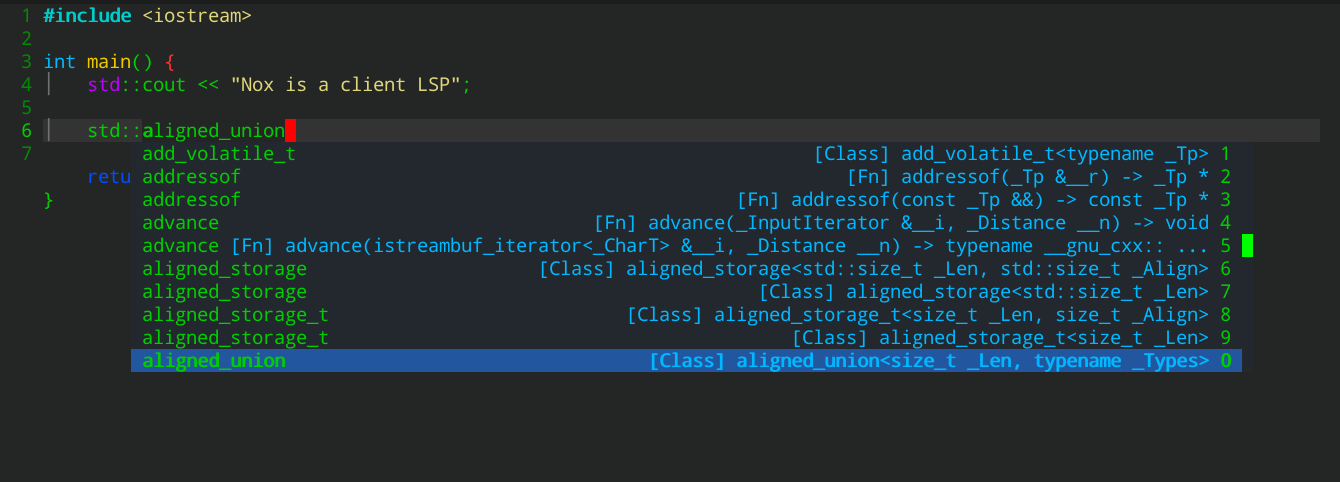 1 #include <iostream>
2
3 int main() {
4 std::cout << "Nox is a client LSP";
5
6 std::aligned_union
7 add_volatile_t [Class] add_volatile_t<typename _Tp> 1
retu addressof [Fn] addressof(_Tp &__r) -> _Tp * 2
} addressof [Fn] addressof(const _Tp &&) -> const _Tp * 3
advance [Fn] advance(_InputIterator &__i, _Distance __n) -> void 4
advance [Fn] advance(istreambuf_iterator<_CharT> &__i, _Distance __n) -> typename __gnu_cxx:: ... 5
aligned_storage [Class] aligned_storage<std::size_t _Len, std::size_t _Align> 6
aligned_storage [Class] aligned_storage<std::size_t _Len> 7
aligned_storage_t [Class] aligned_storage_t<size_t _Len, size_t _Align> 8
aligned_storage_t [Class] aligned_storage_t<size_t _Len> 9
aligned_union [Class] aligned_union<size_t _Len, typename _Types> 0